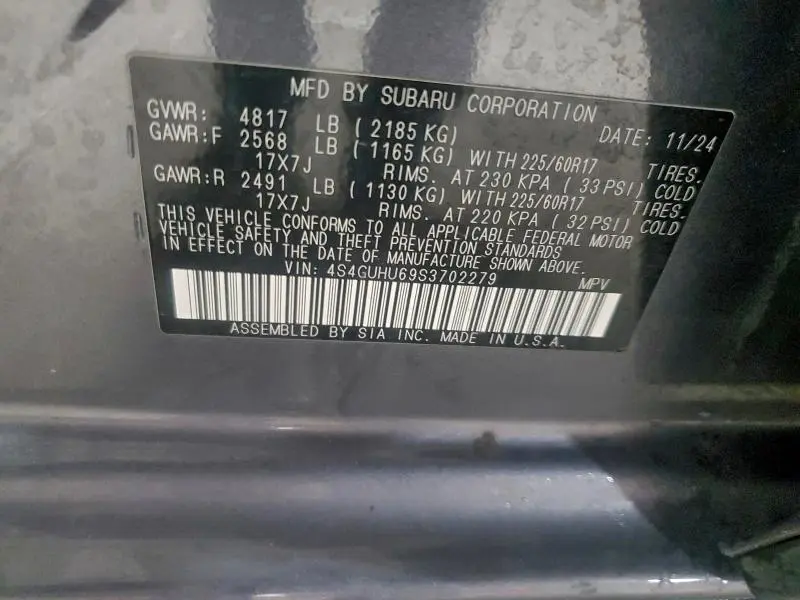 MFD BY SUBARU CORPORATION
GVWR: 4817 LB ( 2185 KG) DATE: 11/24
GAWR:F 2568 LB ( 1165 KG) WITH 225/60R17 TIRES.
17X7J RIMS. AT 230 KPA ( 33 PSI) COLD
GAWR:R 2491 LB ( 1130 KG) WITH 225/60R17 TIRES.
17X7J RIMS. AT 220 KPA ( 32 PSI) COLD
THIS VEHICLE CONFORMS TO ALL APPLICABLE FEDERAL MOTOR
VEHICLE SAFETY AND THEFT PREVENTION STANDARDS
IN EFFECT ON THE DATE OF MANUFACTURE SHOWN ABOVE.
VIN: 4S4GUHU69S3702279 MPV
ASSEMBLED BY SIA INC. MADE IN U.S.A.